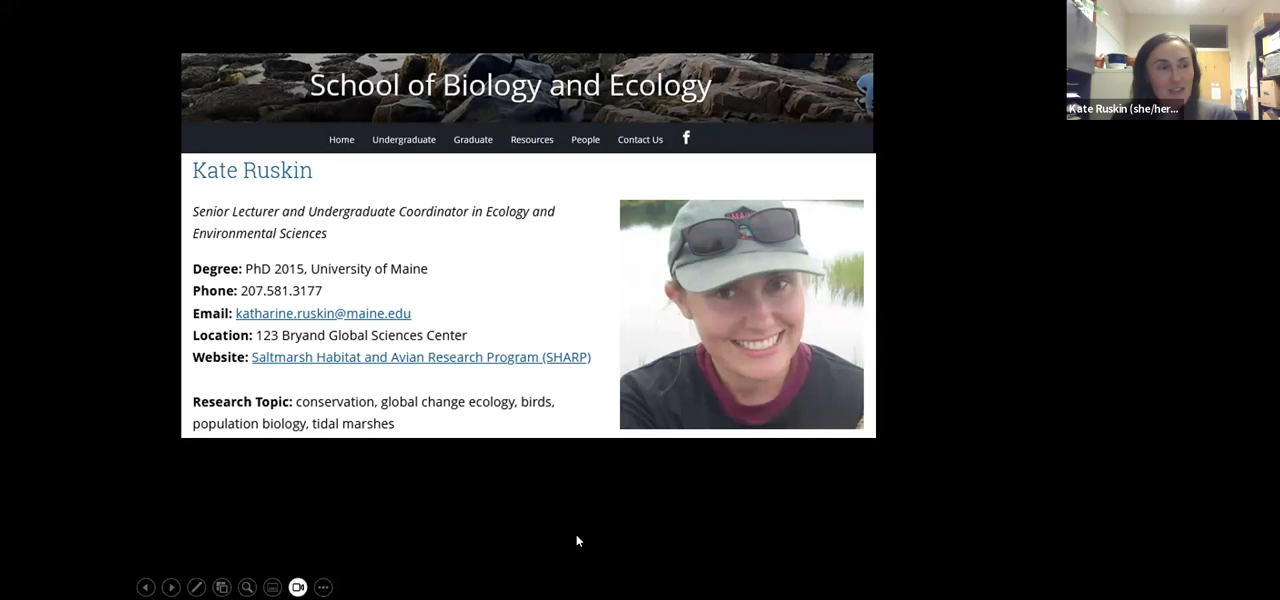 School of Biology and Ecology
Home Undergraduate Graduate Resources People Contact Us f
Kate Ruskin
Senior Lecturer and Undergraduate Coordinator in Ecology and
Environmental Sciences
Degree: PhD 2015, University of Maine
Phone: 207.581.3177
Email: katharine.ruskin@maine.edu
Location: 123 Bryand Global Sciences Center
Website: Saltmarsh Habitat and Avian Research Program (SHARP)
Research Topic: conservation, global change ecology, birds,
population biology, tidal marshes
Kate Ruskin (she/her...